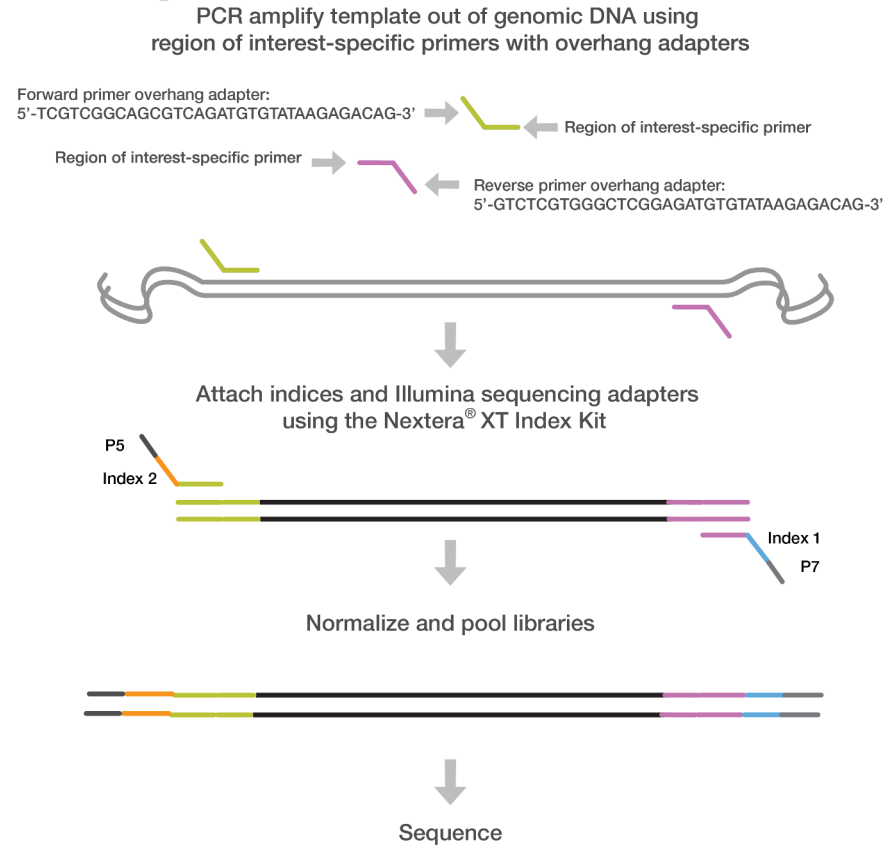 PCR amplify template out of genomic DNA using
region of interest-specific primers with overhang adapters
Forward primer overhang adapter:
5’-TCGTCGGCAGCGTCAGATGTGTATAAGAGACAG-3’
Region of interest-specific primer
Region of interest-specific primer
Reverse primer overhang adapter:
5’-GTCTCGTGGGCTCGGAGATGTGTATAAGAGACAG-3’
Attach indices and Illumina sequencing adapters
using the Nextera® XT Index Kit
P5
Index 2
Index 1
P7
Normalize and pool libraries
Sequence